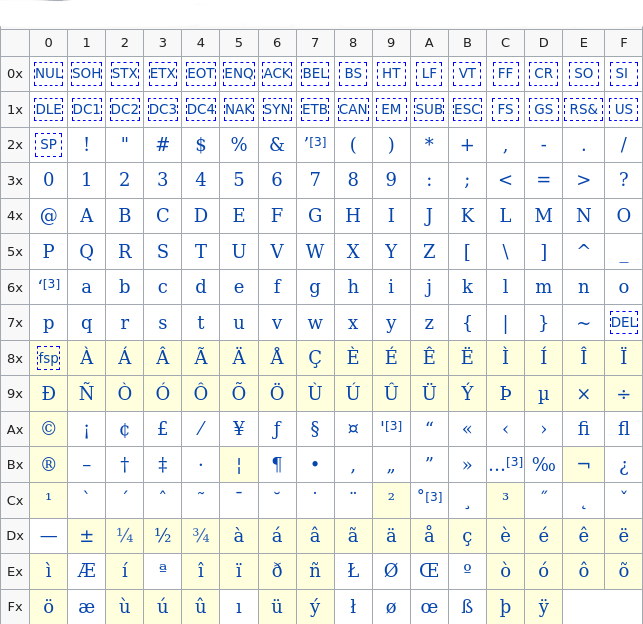 0 1 2 3 4 5 6 7 8 9 A B C D E F
0x NUL SOH STX ETX EOT ENQ ACK BEL BS HT LF VT FF CR SO SI
1x DLE DC1 DC2 DC3 DC4 NAK SYN ETB CAN EM SUB ESC FS GS RS& US
2x SP ! " # $ % & ’[3] ( ) * + , - . /
3x 0 1 2 3 4 5 6 7 8 9 : ; < = > ?
4x @ A B C D E F G H I J K L M N O
5x P Q R S T U V W X Y Z [ \ ] ^ _
6x ‘[3] a b c d e f g h i j k l m n o
7x p q r s t u v w x y z { | } ~ DEL
8x fsp À Á Â Ã Ä Å Ç È É Ê Ë Ì Í Î Ï
9x Ð Ñ Ò Ó Ô Õ Ö Ù Ú Û Ü Ý Þ µ × ÷
Ax © ¡ ¢ £ ⁄ ¥ ƒ § ¤ '[3] “ « ‹ › ﬁ ﬂ
Bx ® – † ‡ · ¦ ¶ • ‚ „ ” » …[3] ‰ ¬ ¿
Cx ¹ ` ´ ˆ ˜ ¯ ˘ ˙ ¨ ² °[3] ¸ ³ ˝ ˛ ˇ
Dx — ± ¼ ½ ¾ à á â ã ä å ç è é ê ë
Ex ì Æ í ª î ï ð ñ Ł Ø Œ º ò ó ô õ
Fx ö æ ù ú û ı ü ý ł ø œ ß þ ÿ